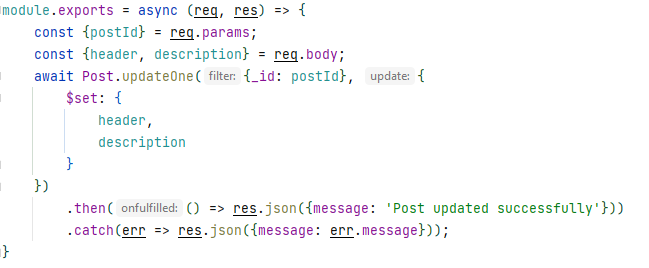 module.exports = async (req, res) => {
    const {postId} = req.params;
    const {header, description} = req.body;
    await Post.updateOne( filter: {_id: postId}, update: {
        $set: {
            header,
            description
        }
    })
        .then( onfulfilled: () => res.json({message: 'Post updated successfully'}))
        .catch(err => res.json({message: err.message}));
}